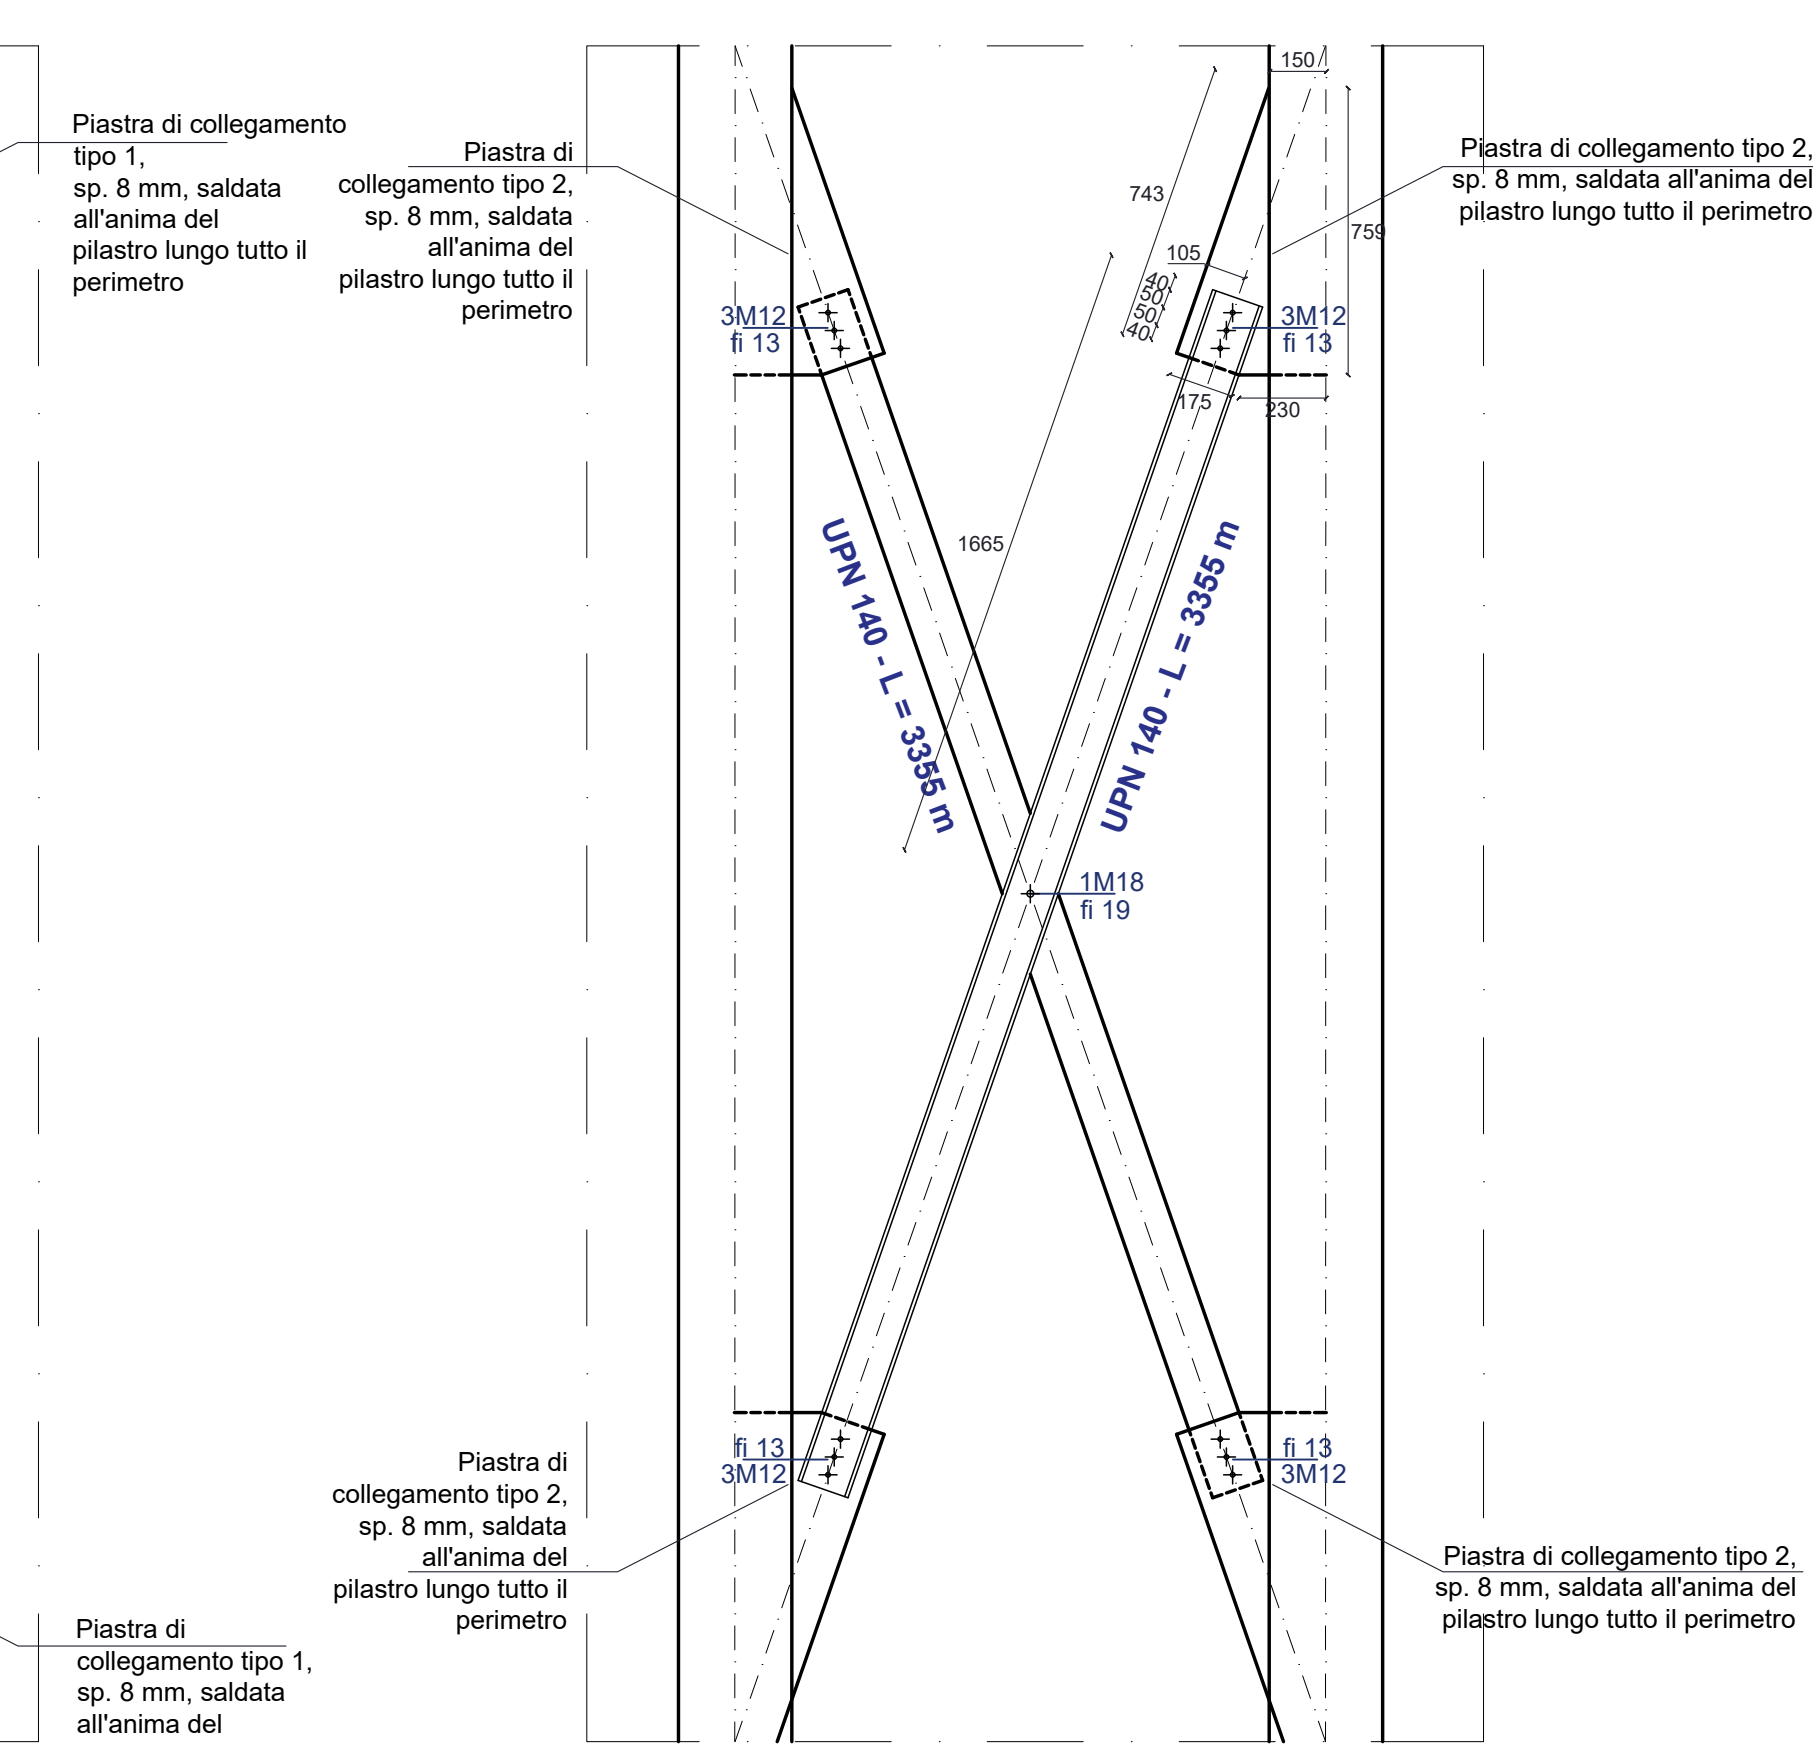 Piastra di collegamento
tipo 1,
sp. 8 mm, saldata
all'anima del
pilastro lungo tutto il
perimetro
Piastra di
collegamento tipo 2,
sp. 8 mm, saldata
all'anima del
pilastro lungo tutto il
perimetro
150
Piastra di collegamento tipo 2,
sp. 8 mm, saldata all'anima del
pilastro lungo tutto il perimetro
743
759
105
40
50
50
40
3M12
fi 13
3M12
fi 13
175
230
1665
UPN 140 - L = 3355 m
UPN 140 - L = 3355 m
1M18
fi 19
fi 13
3M12
fi 13
3M12
Piastra di
collegamento tipo 2,
sp. 8 mm, saldata
all'anima del
pilastro lungo tutto il
perimetro
Piastra di collegamento tipo 2,
sp. 8 mm, saldata all'anima del
pilastro lungo tutto il perimetro
Piastra di
collegamento tipo 1,
sp. 8 mm, saldata
all'anima del